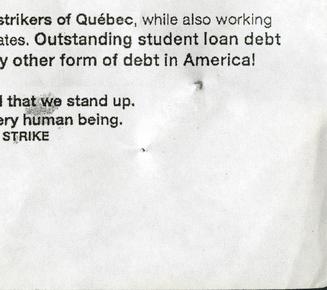 strikers of Québec, while also working
ates. Outstanding student loan debt
y other form of debt in America!
l that we stand up.
ery human being.
STRIKE